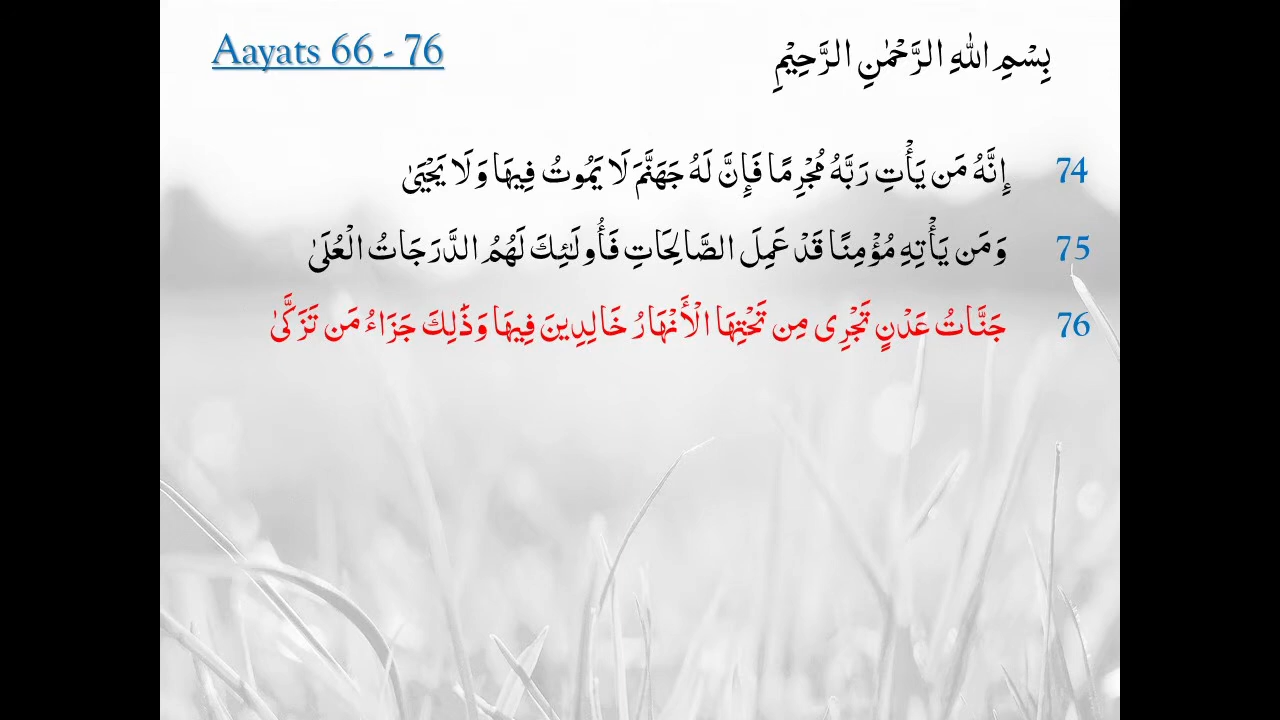 Aayats 66 - 76
بِسْمِ اللهِ الرَّحْمٰنِ الرَّحِيْمِ
74 إِنَّهُ مَن يَأْتِ رَبَّهُ مُجْرِمًا فَإِنَّ لَهُ جَهَنَّمَ لَا يَمُوتُ فِيهَا وَلَا يَحْيَىٰ
75 وَمَن يَأْتِهِ مُؤْمِنًا قَدْ عَمِلَ الصَّالِحَاتِ فَأُولَٰئِكَ لَهُمُ الدَّرَجَاتُ الْعُلَىٰ
76 جَنَّاتُ عَدْنٍ تَجْرِى مِن تَحْتِهَا الْأَنْهَارُ خَالِدِينَ فِيهَا وَذَٰلِكَ جَزَاءُ مَن تَزَكَّىٰ